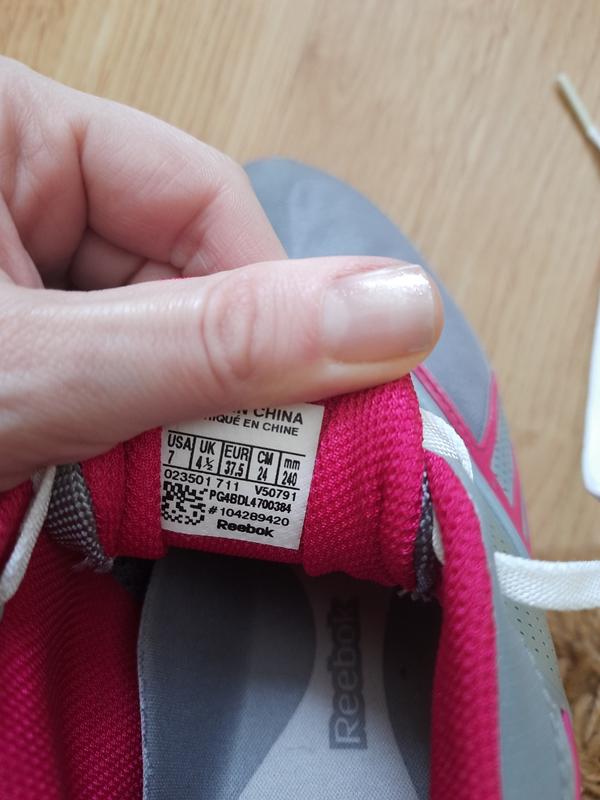 IN CHINA
IQUÉ EN CHINE
USA UK EUR CM mm
7 4½ 37,5 24 240
023501 711 V50791
PG4BDL4700384
#104289420
Reebok
Reebok